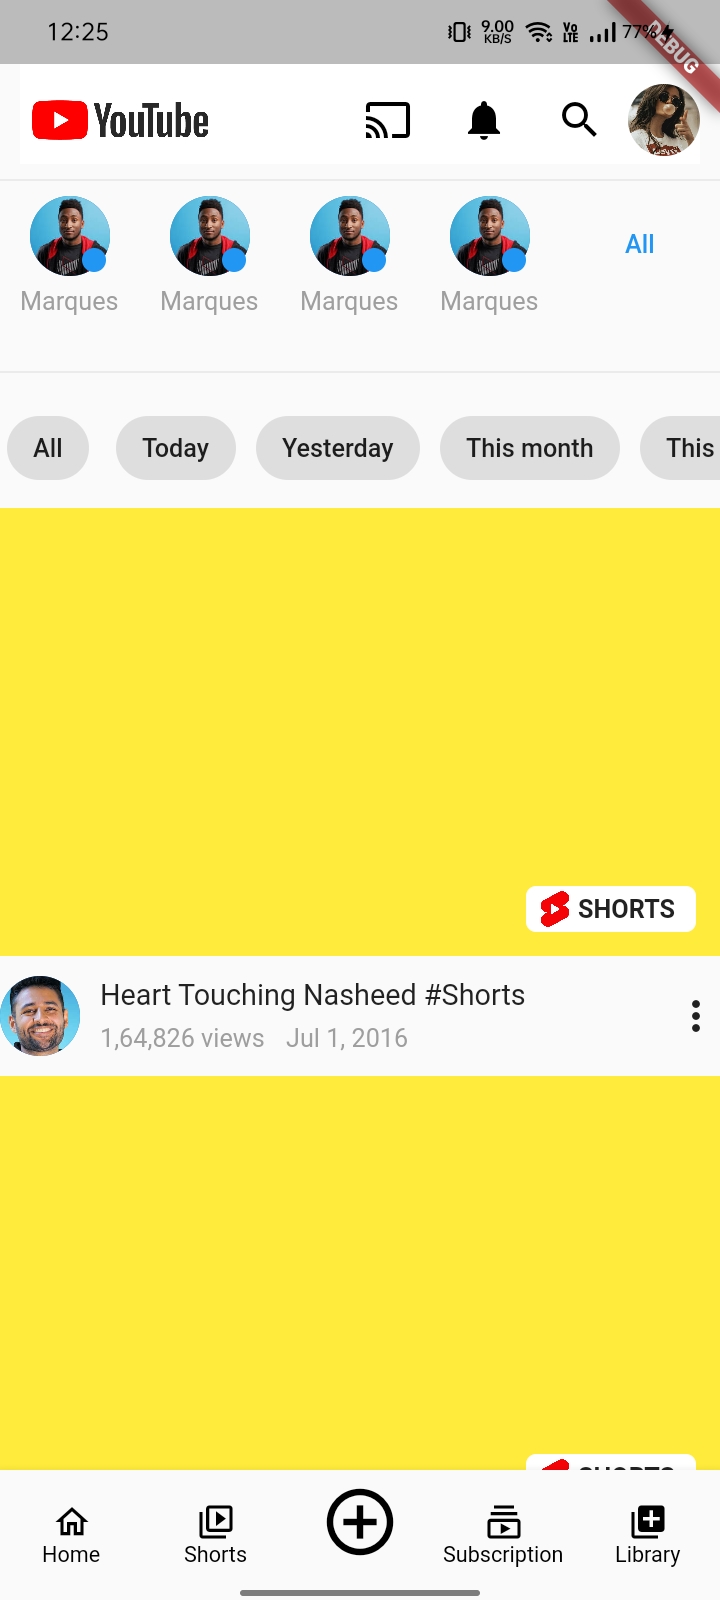 12:25 9.00 KB/S Vo LTE 77% DEBUG
YouTube
All
Marques Marques Marques Marques
All Today Yesterday This month This
SHORTS
Heart Touching Nasheed #Shorts
1,64,826 views Jul 1, 2016
SHORTS
Home Shorts Subscription Library